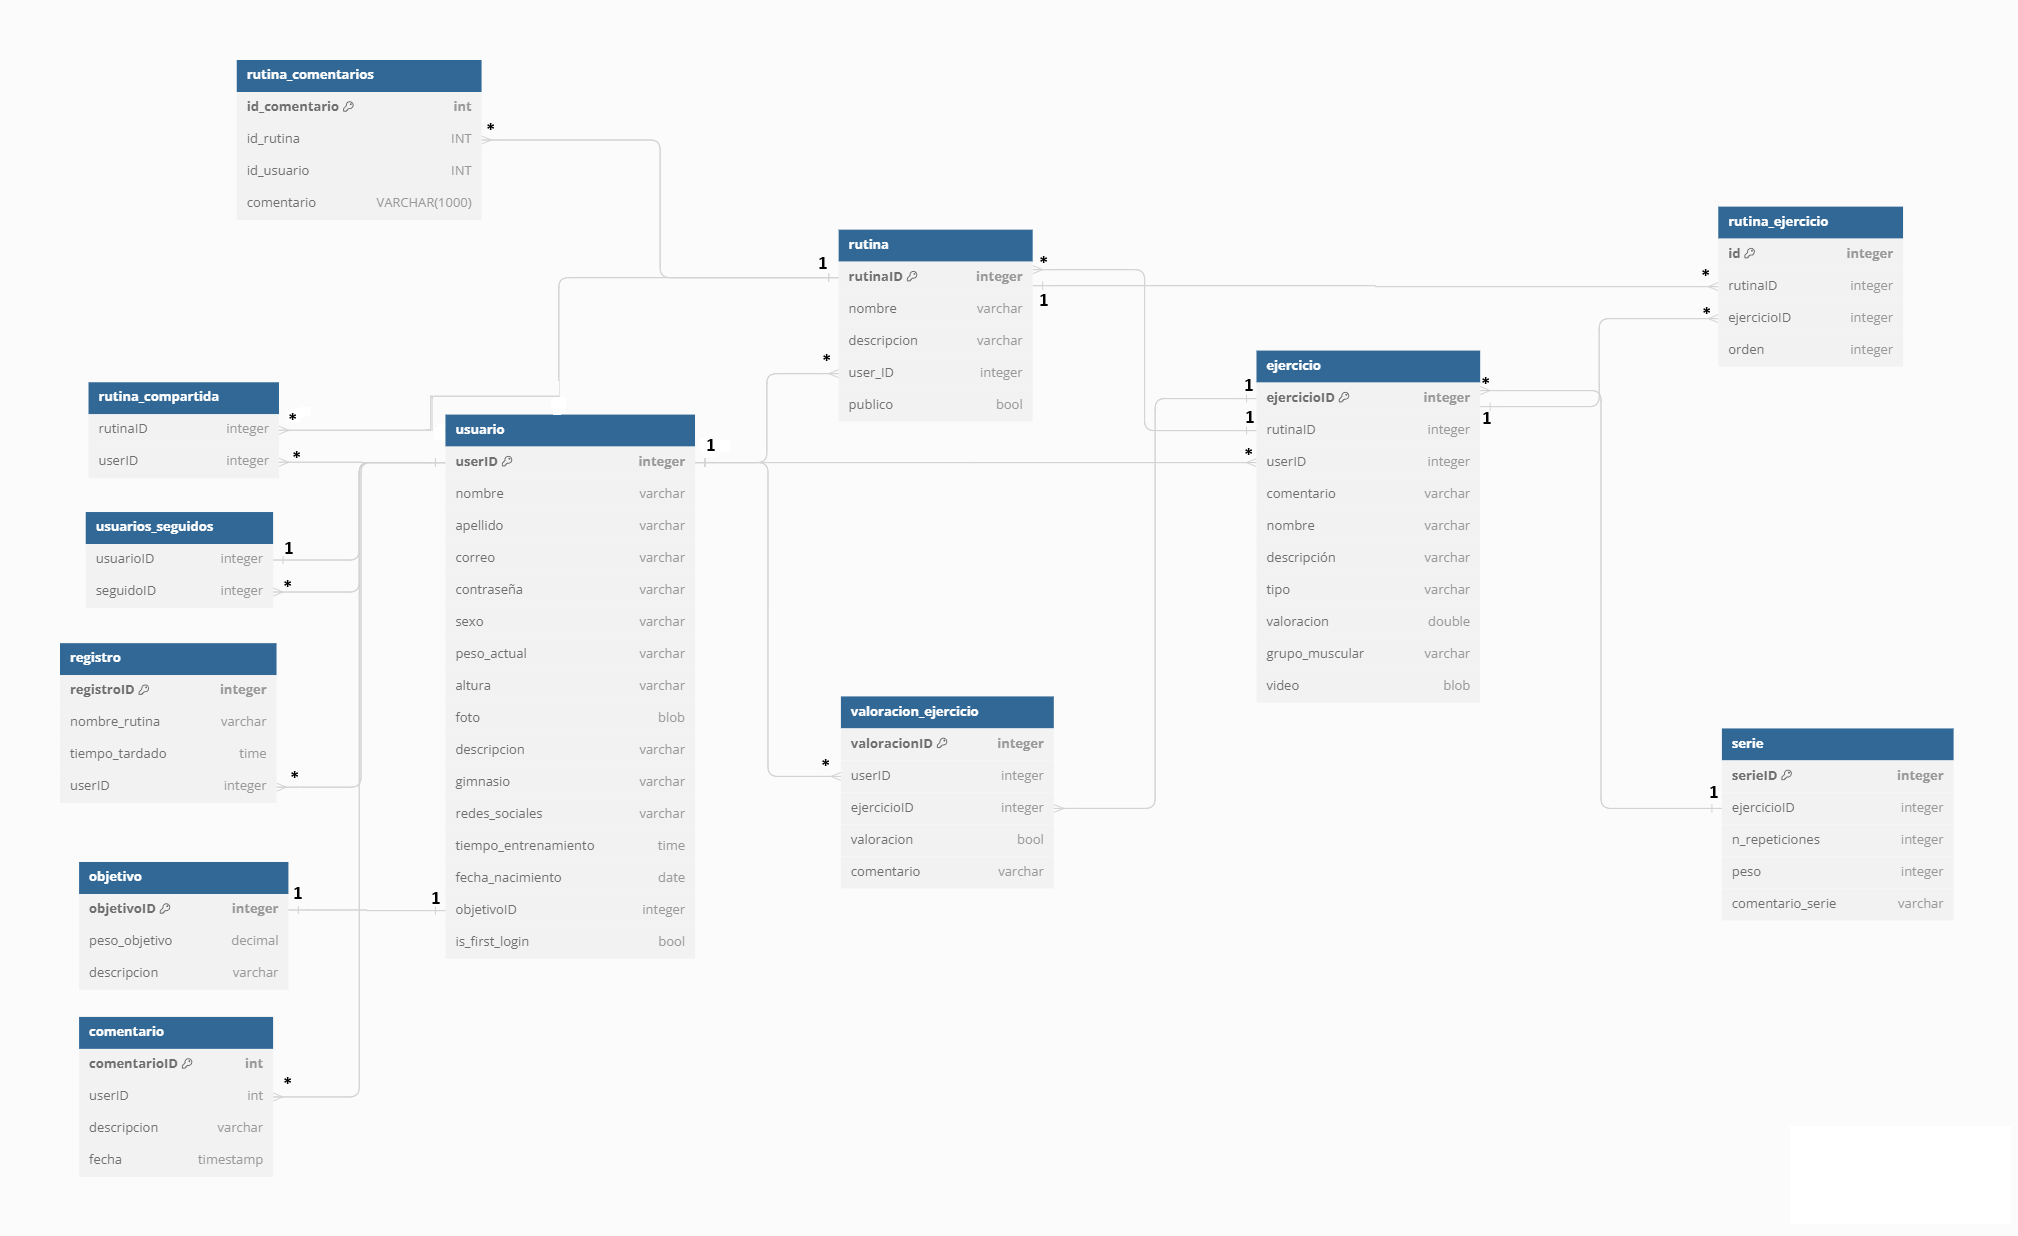 rutina_comentarios
id_comentario int
id_rutina INT
id_usuario INT
comentario VARCHAR(1000)
*
rutina
rutinaID integer
nombre varchar
descripcion varchar
user_ID integer
publico bool
1
*
*
1
rutina_ejercicio
id integer
rutinaID integer
ejercicioID integer
orden integer
*
*
ejercicio
ejercicioID integer
rutinaID integer
userID integer
comentario varchar
nombre varchar
descripción varchar
tipo varchar
valoracion double
grupo_muscular varchar
video blob
1
1
*
*
1
rutina_compartida
rutinaID integer
userID integer
*
*
usuario
userID integer
nombre varchar
apellido varchar
correo varchar
contraseña varchar
sexo varchar
peso_actual varchar
altura varchar
foto blob
descripcion varchar
gimnasio varchar
redes_sociales varchar
tiempo_entrenamiento time
fecha_nacimiento date
objetivoID integer
is_first_login bool
1
1
usuarios_seguidos
usuarioID integer
seguidoID integer
1
*
registro
registroID integer
nombre_rutina varchar
tiempo_tardado time
userID integer
*
valoracion_ejercicio
valoracionID integer
userID integer
ejercicioID integer
valoracion bool
comentario varchar
*
serie
serieID integer
ejercicioID integer
n_repeticiones integer
peso integer
comentario_serie varchar
1
objetivo
objetivoID integer
peso_objetivo decimal
descripcion varchar
1
comentario
comentarioID int
userID int
descripcion varchar
fecha timestamp
*